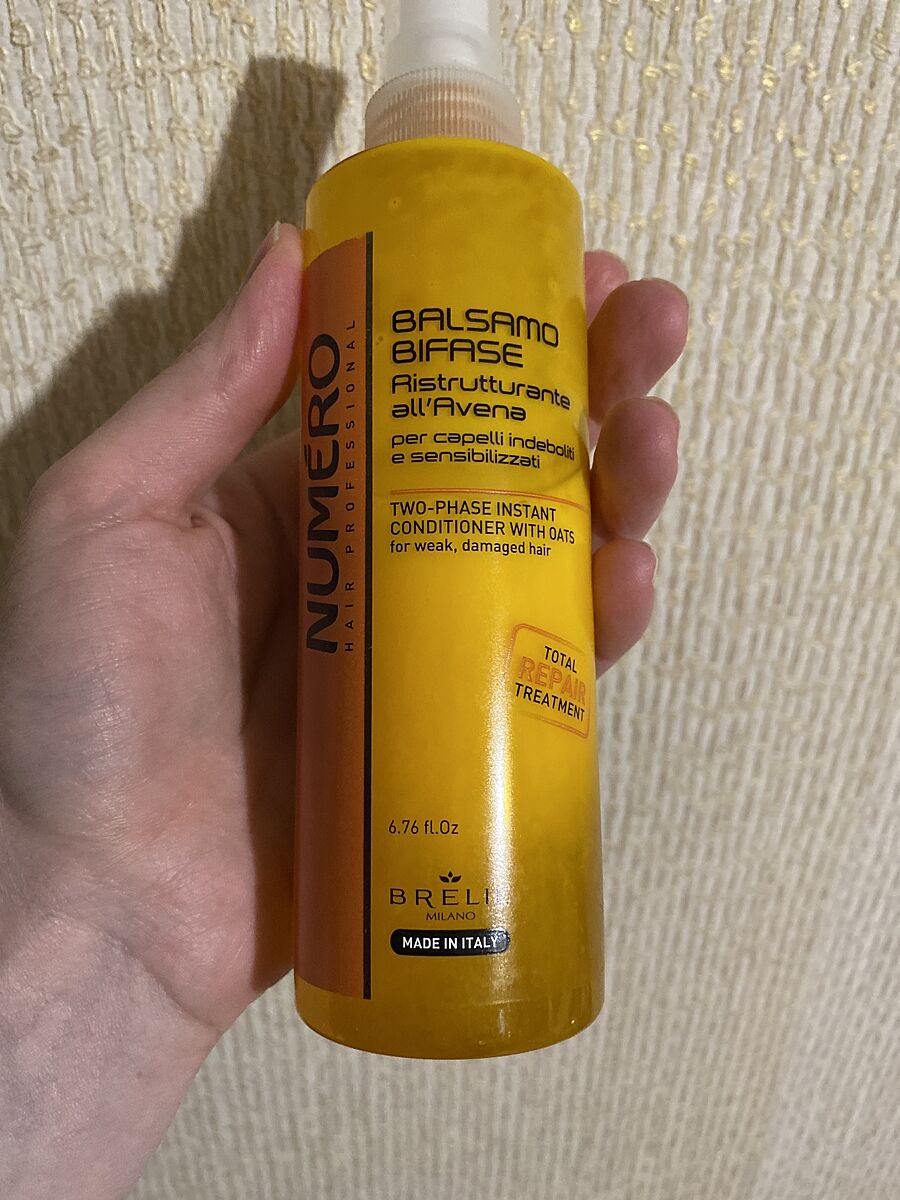 NUMÉRO
HAIR PROFESSIONAL
BALSAMO
BIFASE
Ristrutturante
all'Avena
per capelli indeboliti
e sensibilizzati
TWO-PHASE INSTANT
CONDITIONER WITH OATS
for weak, damaged hair
TOTAL
REPAIR
TREATMENT
6.76 fl.Oz
MILANO
MADE IN ITALY